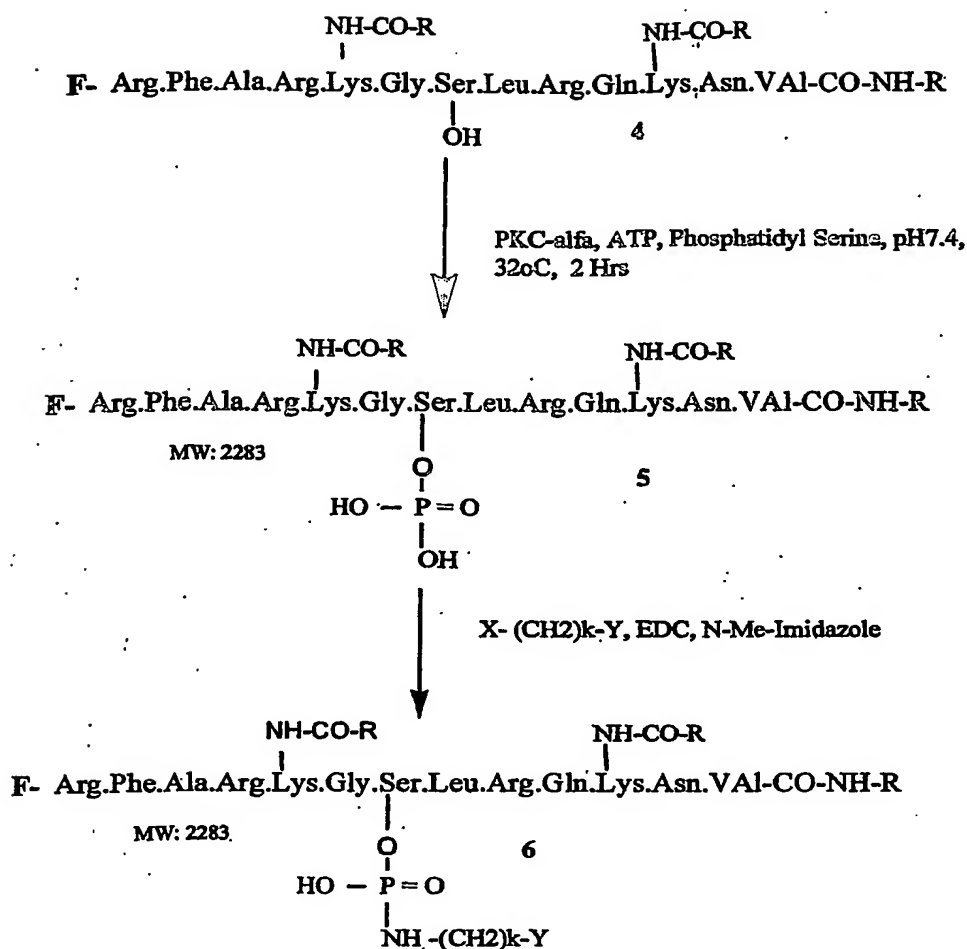 NH-CO-R NH-CO-R
F- Arg.Phe.Ala.Arg.Lys.Gly.Ser.Leu.Arg.Gln.Lys.Asn.VAl-CO-NH-R
OH 4
PKC-alfa, ATP, Phosphatidyl Serine, pH7.4,
32oC, 2 Hrs
NH-CO-R NH-CO-R
F- Arg.Phe.Ala.Arg.Lys.Gly.Ser.Leu.Arg.Gln.Lys.Asn.VAl-CO-NH-R
MW: 2283
O 5
HO - P = O
OH
X- (CH2)k-Y, EDC, N-Me-Imidazole
NH-CO-R NH-CO-R
F- Arg.Phe.Ala.Arg.Lys.Gly.Ser.Leu.Arg.Gln.Lys.Asn.VAl-CO-NH-R
MW: 2283
O 6
HO - P = O
NH -(CH2)k-Y